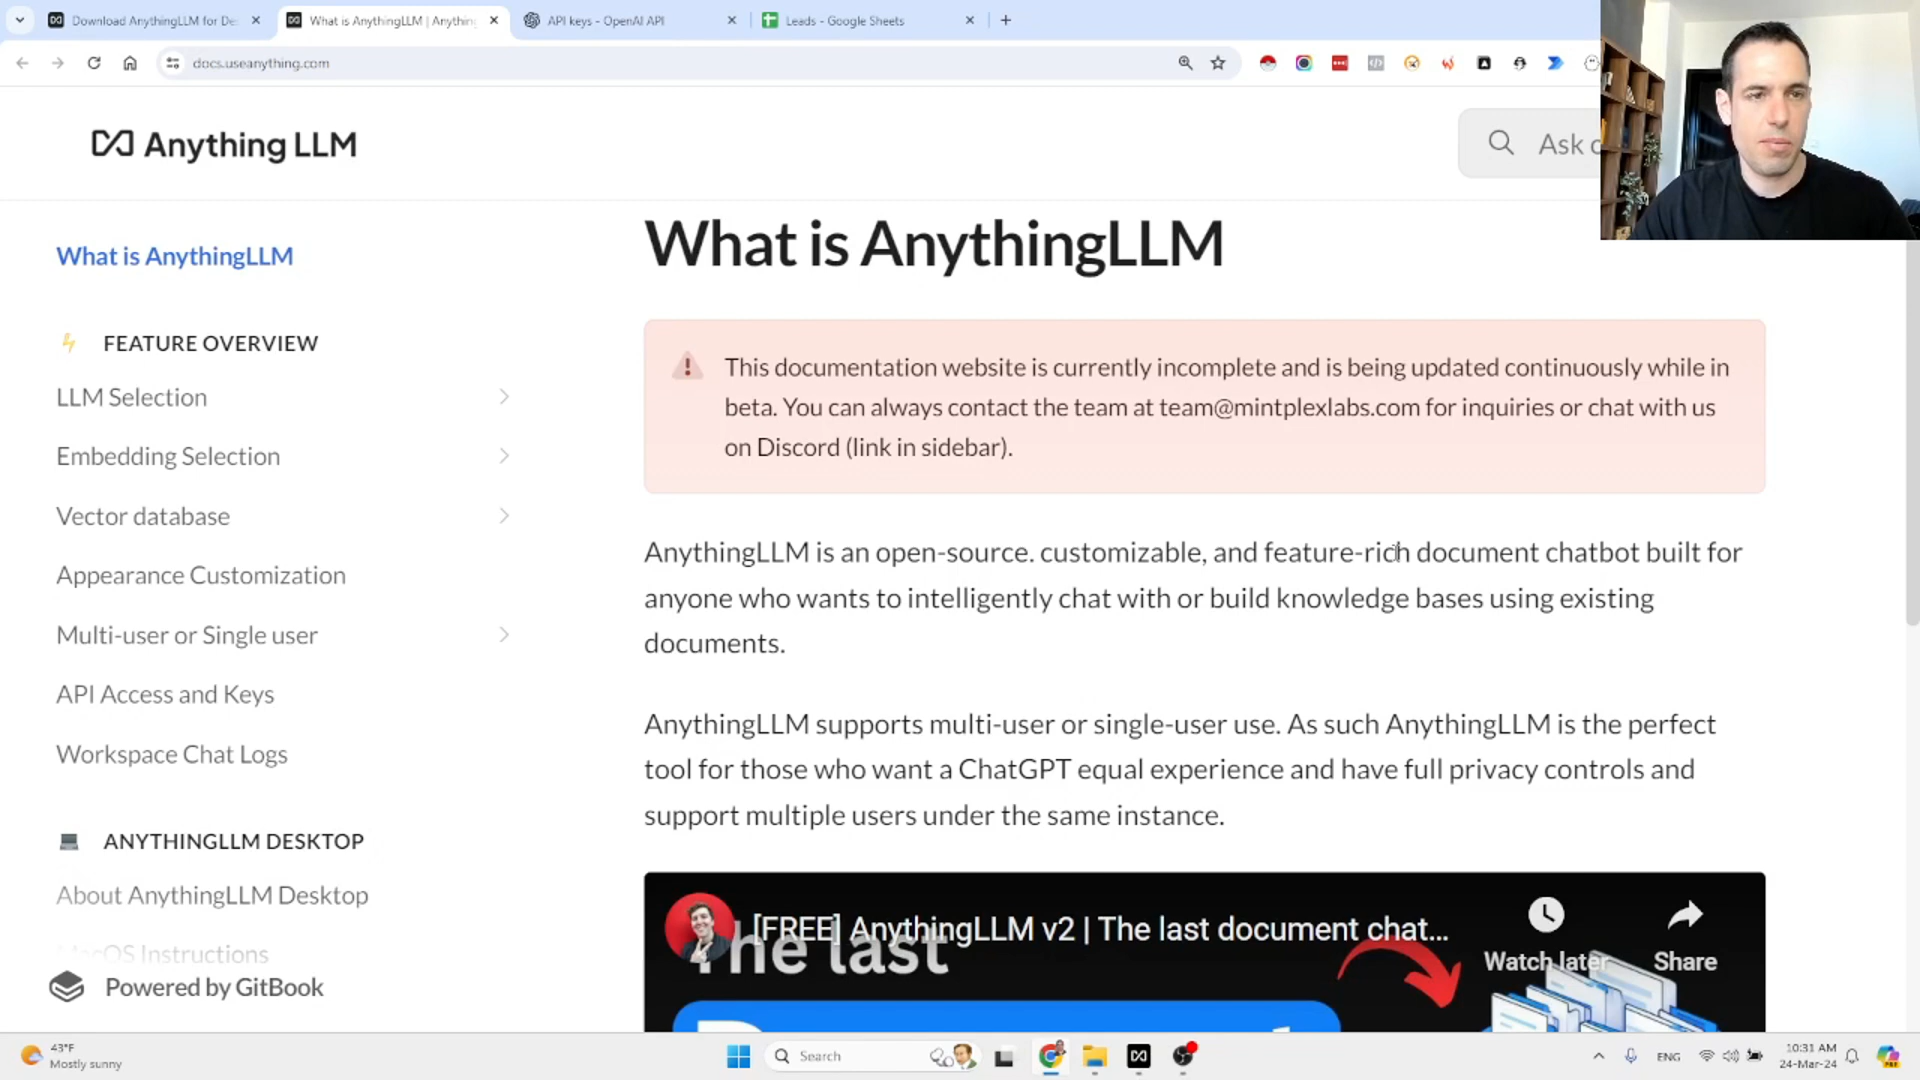 Download AnythingLLM for De
What is AnythingLLM | Anything
API keys - OpenAI API
Leads - Google Sheets
docs.useanything.com
Anything LLM
Ask o
What is AnythingLLM
FEATURE OVERVIEW
LLM Selection
Embedding Selection
Vector database
Appearance Customization
Multi-user or Single user
API Access and Keys
Workspace Chat Logs
ANYTHINGLLM DESKTOP
About AnythingLLM Desktop
MacOS Instructions
Powered by GitBook
What is AnythingLLM
This documentation website is currently incomplete and is being updated continuously while in
beta. You can always contact the team at team@mintplexlabs.com for inquiries or chat with us
on Discord (link in sidebar).
AnythingLLM is an open-source. customizable, and feature-rich document chatbot built for
anyone who wants to intelligently chat with or build knowledge bases using existing
documents.
AnythingLLM supports multi-user or single-user use. As such AnythingLLM is the perfect
tool for those who want a ChatGPT equal experience and have full privacy controls and
support multiple users under the same instance.
[FREE] AnythingLLM v2 | The last document chat...
The last
Watch later
Share
43°F
Mostly sunny
Search
ENG
10:31 AM
24-Mar-24